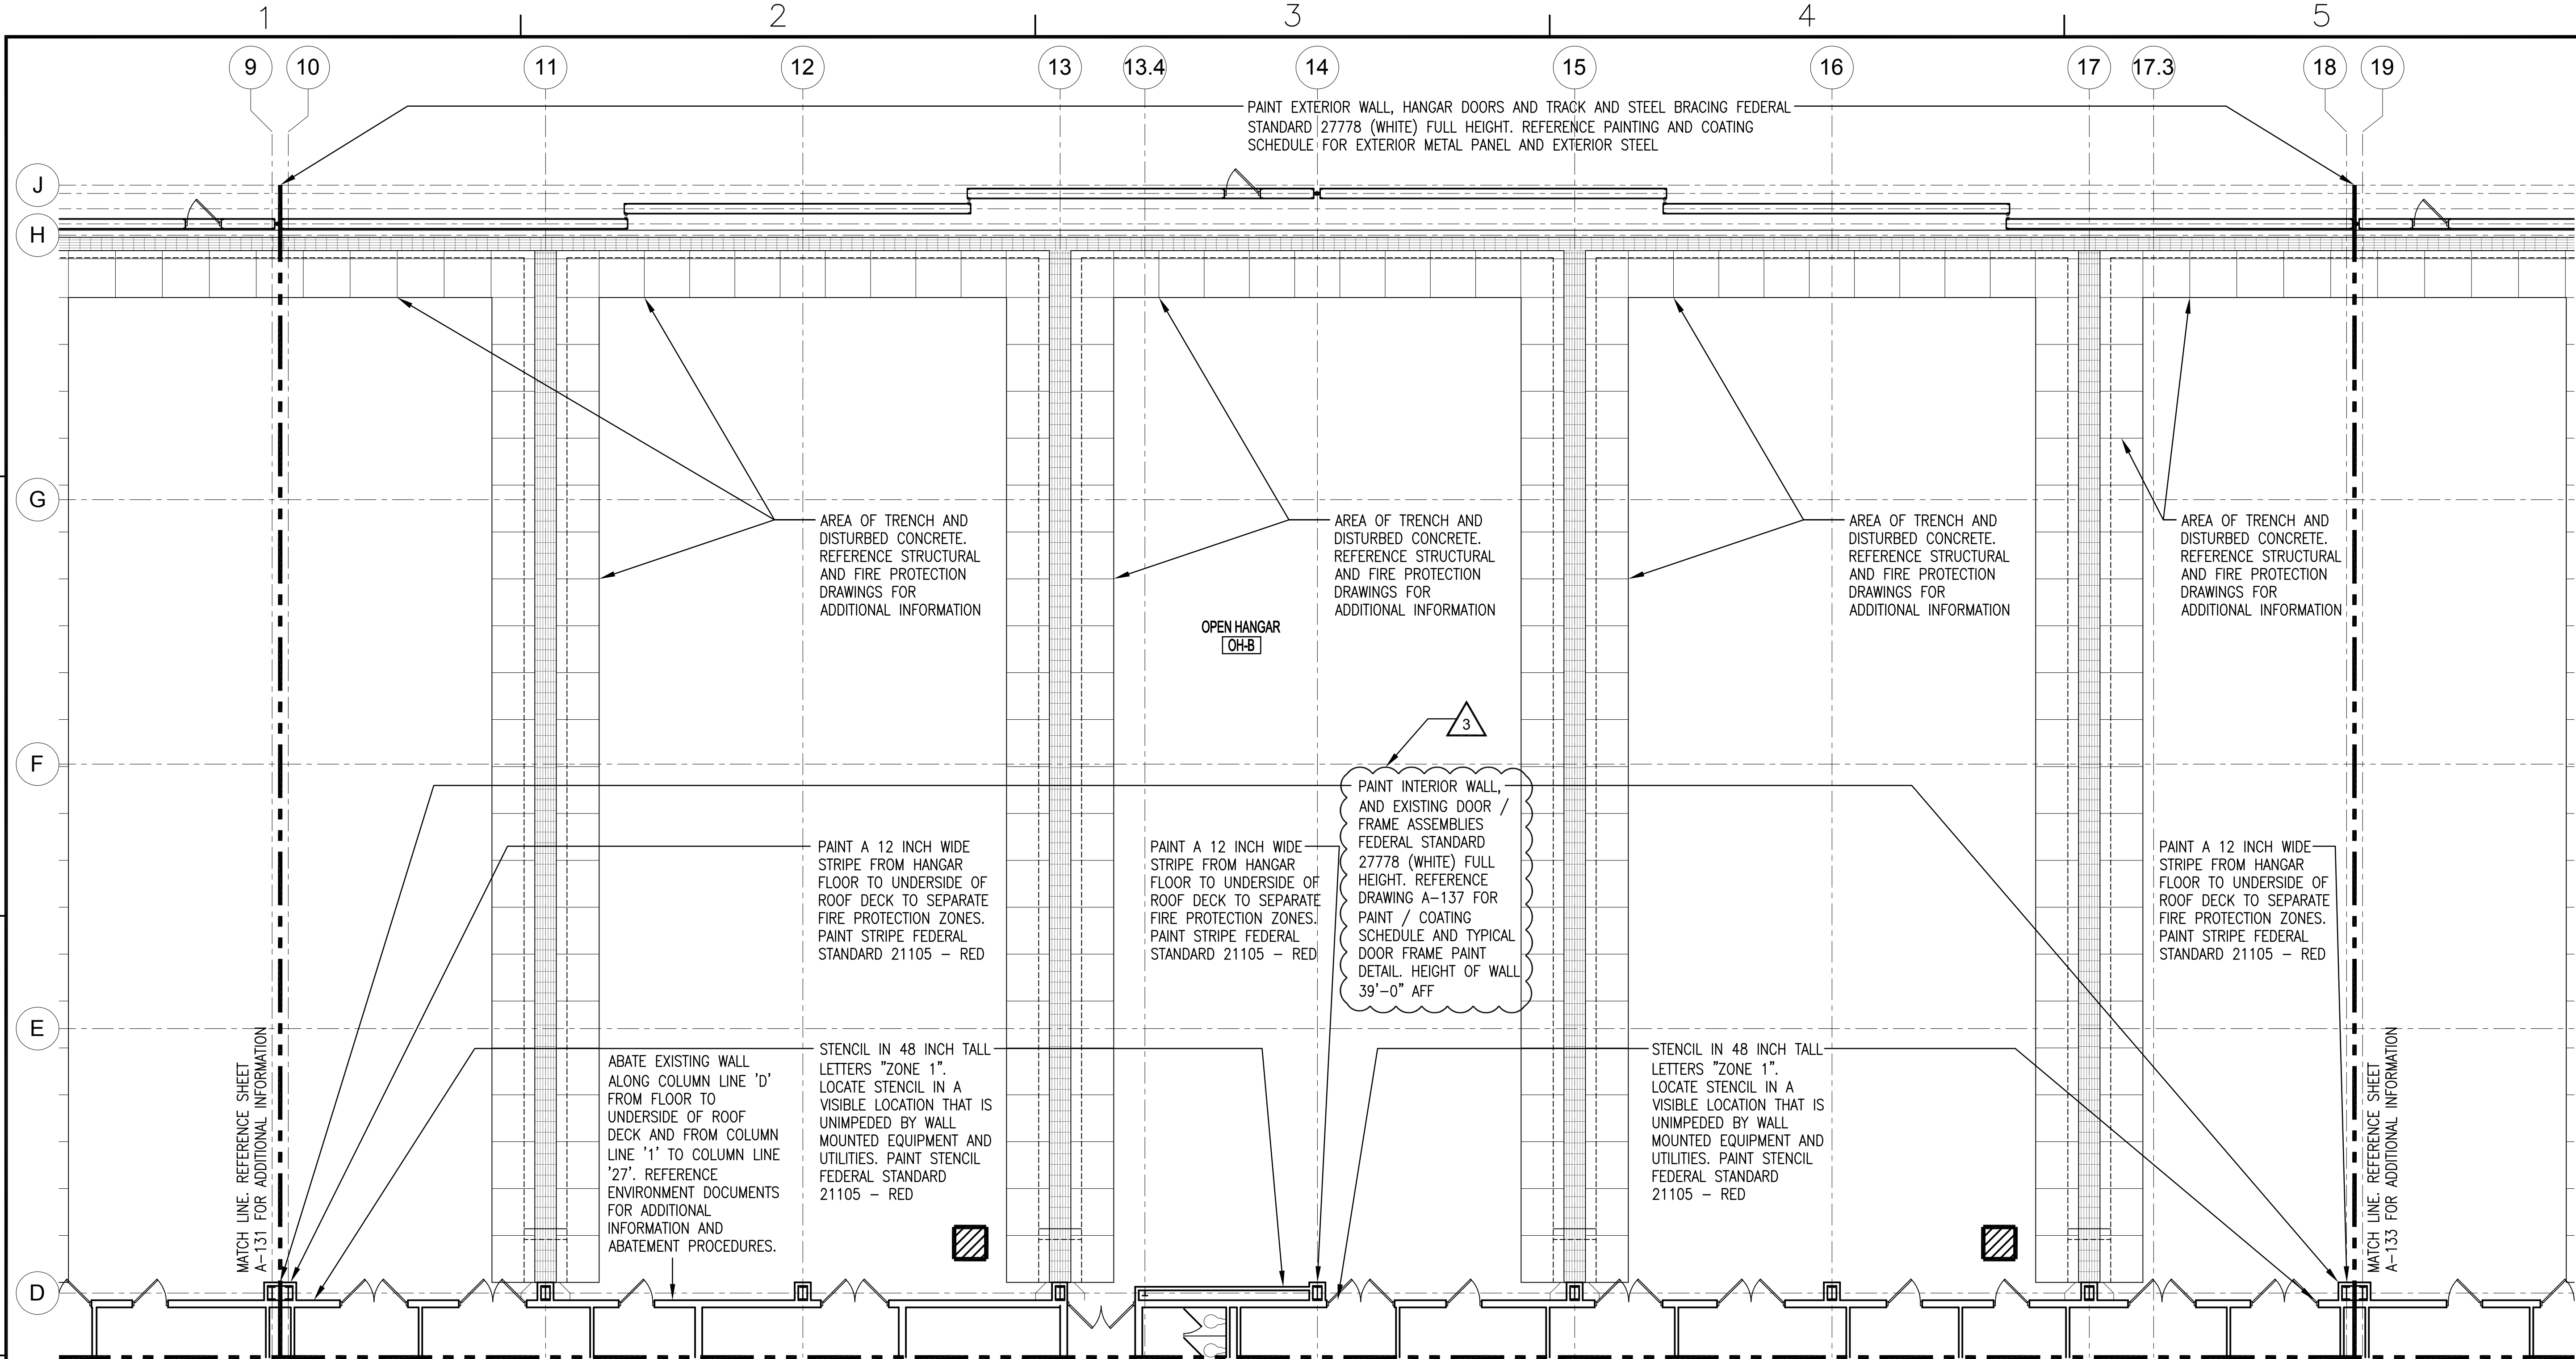 1
2
3
4
5
9
10
11
12
13
13.4
14
15
16
17
17.3
18
19
PAINT EXTERIOR WALL, HANGAR DOORS AND TRACK AND STEEL BRACING FEDERAL
STANDARD 27778 (WHITE) FULL HEIGHT. REFERENCE PAINTING AND COATING
SCHEDULE FOR EXTERIOR METAL PANEL AND EXTERIOR STEEL
J
H
G
AREA OF TRENCH AND
DISTURBED CONCRETE.
REFERENCE STRUCTURAL
AND FIRE PROTECTION
DRAWINGS FOR
ADDITIONAL INFORMATION
AREA OF TRENCH AND
DISTURBED CONCRETE.
REFERENCE STRUCTURAL
AND FIRE PROTECTION
DRAWINGS FOR
ADDITIONAL INFORMATION
AREA OF TRENCH AND
DISTURBED CONCRETE.
REFERENCE STRUCTURAL
AND FIRE PROTECTION
DRAWINGS FOR
ADDITIONAL INFORMATION
AREA OF TRENCH AND
DISTURBED CONCRETE.
REFERENCE STRUCTURAL
AND FIRE PROTECTION
DRAWINGS FOR
ADDITIONAL INFORMATION
OPEN HANGAR
OH-B
3
F
PAINT INTERIOR WALL,
AND EXISTING DOOR /
FRAME ASSEMBLIES
FEDERAL STANDARD
27778 (WHITE) FULL
HEIGHT. REFERENCE
DRAWING A-137 FOR
PAINT / COATING
SCHEDULE AND TYPICAL
DOOR FRAME PAINT
DETAIL. HEIGHT OF WALL
39'-0" AFF
PAINT A 12 INCH WIDE
STRIPE FROM HANGAR
FLOOR TO UNDERSIDE OF
ROOF DECK TO SEPARATE
FIRE PROTECTION ZONES.
PAINT STRIPE FEDERAL
STANDARD 21105 – RED
PAINT A 12 INCH WIDE
STRIPE FROM HANGAR
FLOOR TO UNDERSIDE OF
ROOF DECK TO SEPARATE
FIRE PROTECTION ZONES.
PAINT STRIPE FEDERAL
STANDARD 21105 – RED
PAINT A 12 INCH WIDE
STRIPE FROM HANGAR
FLOOR TO UNDERSIDE OF
ROOF DECK TO SEPARATE
FIRE PROTECTION ZONES.
PAINT STRIPE FEDERAL
STANDARD 21105 – RED
E
MATCH LINE. REFERENCE SHEET
A-131 FOR ADDITIONAL INFORMATION
ABATE EXISTING WALL
ALONG COLUMN LINE 'D'
FROM FLOOR TO
UNDERSIDE OF ROOF
DECK AND FROM COLUMN
LINE '1' TO COLUMN LINE
'27'. REFERENCE
ENVIRONMENT DOCUMENTS
FOR ADDITIONAL
INFORMATION AND
ABATEMENT PROCEDURES.
STENCIL IN 48 INCH TALL
LETTERS "ZONE 1".
LOCATE STENCIL IN A
VISIBLE LOCATION THAT IS
UNIMPEDED BY WALL
MOUNTED EQUIPMENT AND
UTILITIES. PAINT STENCIL
FEDERAL STANDARD
21105 – RED
STENCIL IN 48 INCH TALL
LETTERS "ZONE 1".
LOCATE STENCIL IN A
VISIBLE LOCATION THAT IS
UNIMPEDED BY WALL
MOUNTED EQUIPMENT AND
UTILITIES. PAINT STENCIL
FEDERAL STANDARD
21105 – RED
MATCH LINE. REFERENCE SHEET
A-133 FOR ADDITIONAL INFORMATION
D